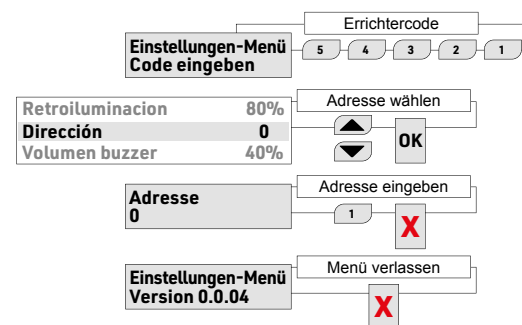 Errichtercode
Einstellungen-Menü
Code eingeben
5 4 3 2 1
Adresse wählen
Retroiluminacion 80%
Dirección 0
Volumen buzzer 40%
OK
Adresse eingeben
Adresse
0
1
X
Menü verlassen
Einstellungen-Menü
Version 0.0.04
X